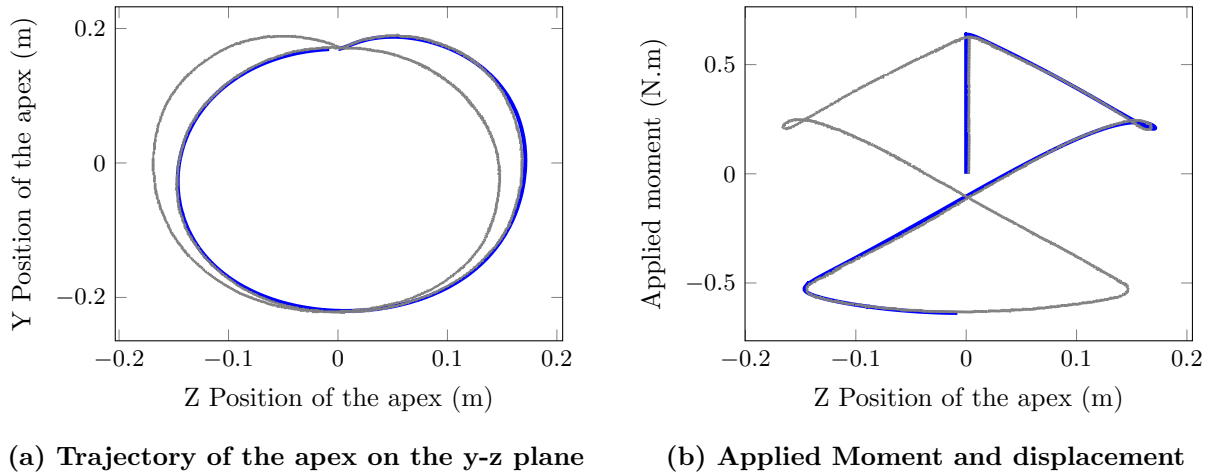 0.2
0
−0.2
−0.2
−0.1
0
0.1
0.2
Y Position of the apex (m)
Z Position of the apex (m)
(a) Trajectory of the apex on the y-z plane
0.5
0
−0.5
−0.2
−0.1
0
0.1
0.2
Applied moment (N.m)
Z Position of the apex (m)
(b) Applied Moment and displacement